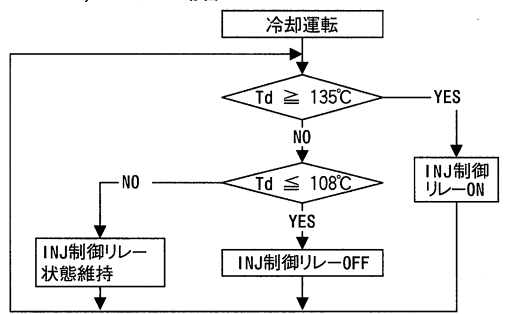 冷却運転
Td ≧ 135℃
YES
NO
INJ制御
リレーON
Td ≦ 108℃
NO
YES
INJ制御リレー
状態維持
INJ制御リレーOFF